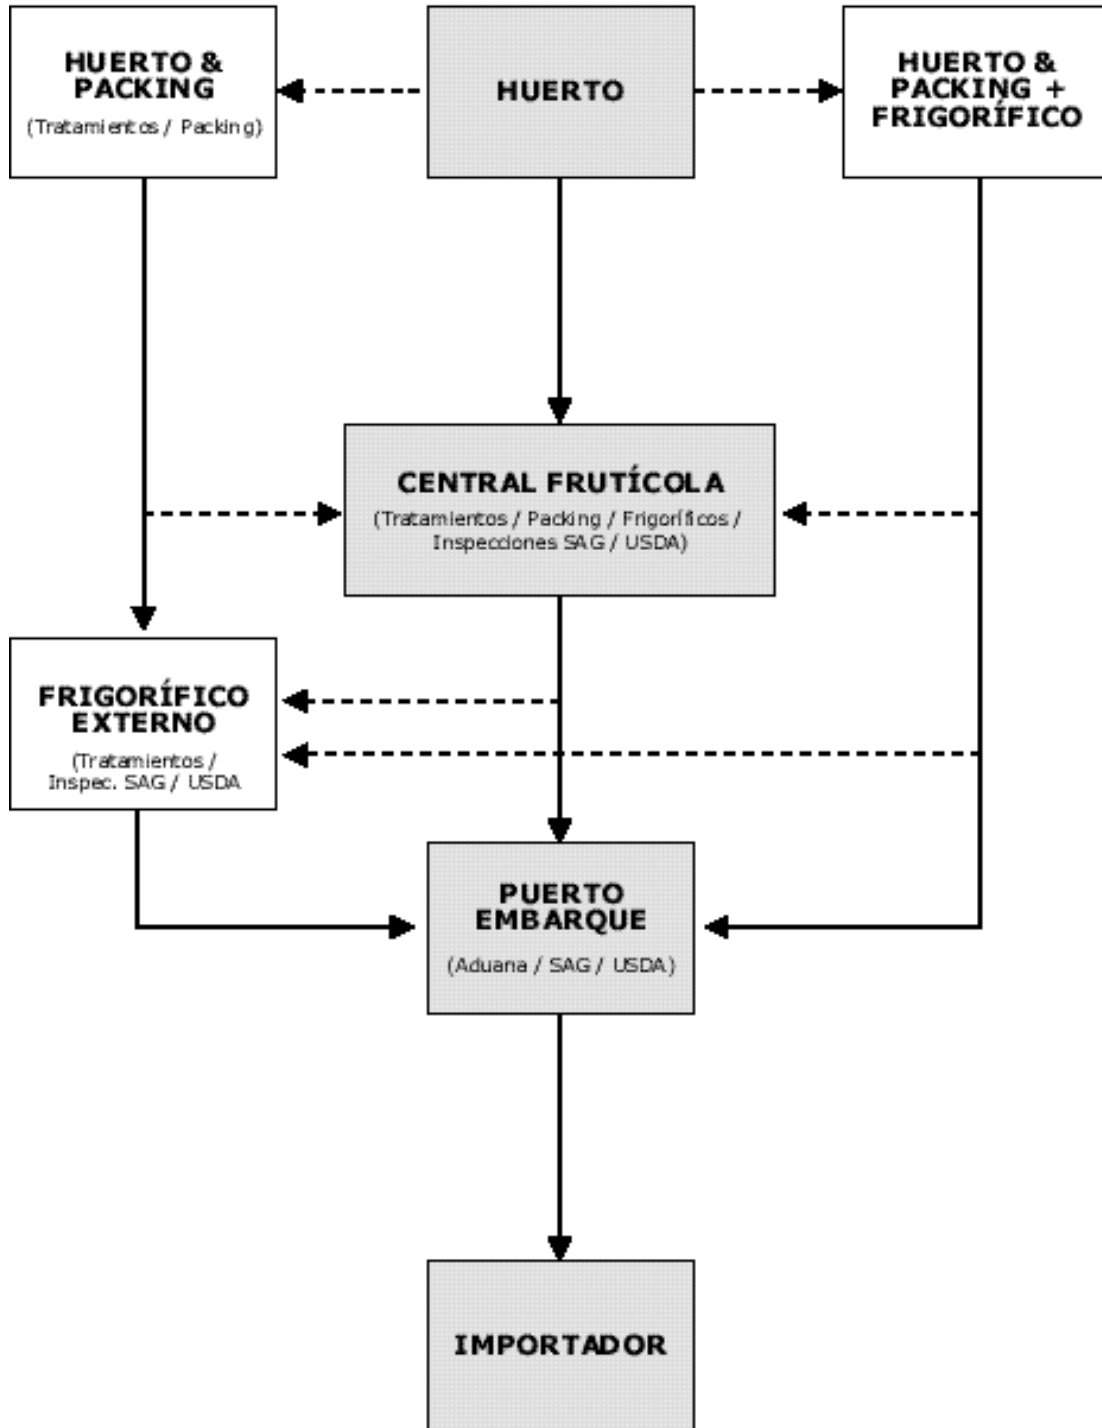 HUERTO &
PACKING
(Tratamientos / Packing)
HUERTO
HUERTO &
PACKING +
FRIGORÍFICO
CENTRAL FRUTÍCOLA
(Tratamientos / Packing / Frigoríficos /
Inspecciones SAG / USDA)
FRIGORÍFICO
EXTERNO
(Tratamientos /
Inspec. SAG / USDA
PUERTO
EMBARQUE
(Aduana / SAG / USDA)
IMPORTADOR